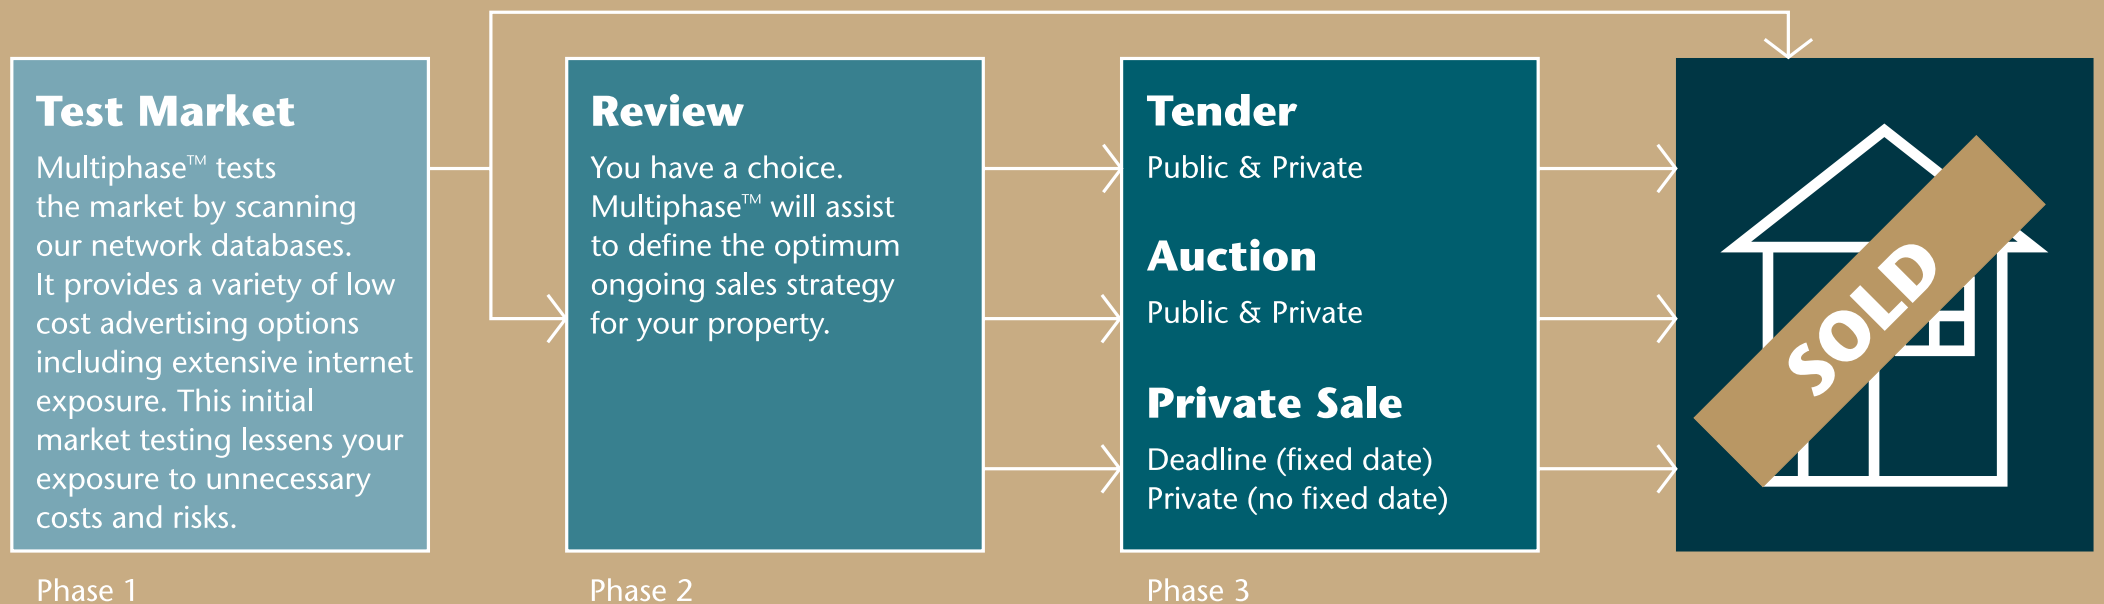 Test Market
Multiphase™ tests
the market by scanning
our network databases.
It provides a variety of low
cost advertising options
including extensive internet
exposure. This initial
market testing lessens your
exposure to unnecessary
costs and risks.
Phase 1
Review
You have a choice.
Multiphase™ will assist
to define the optimum
ongoing sales strategy
for your property.
Phase 2
Tender
Public & Private
Auction
Public & Private
Private Sale
Deadline (fixed date)
Private (no fixed date)
Phase 3
SOLD